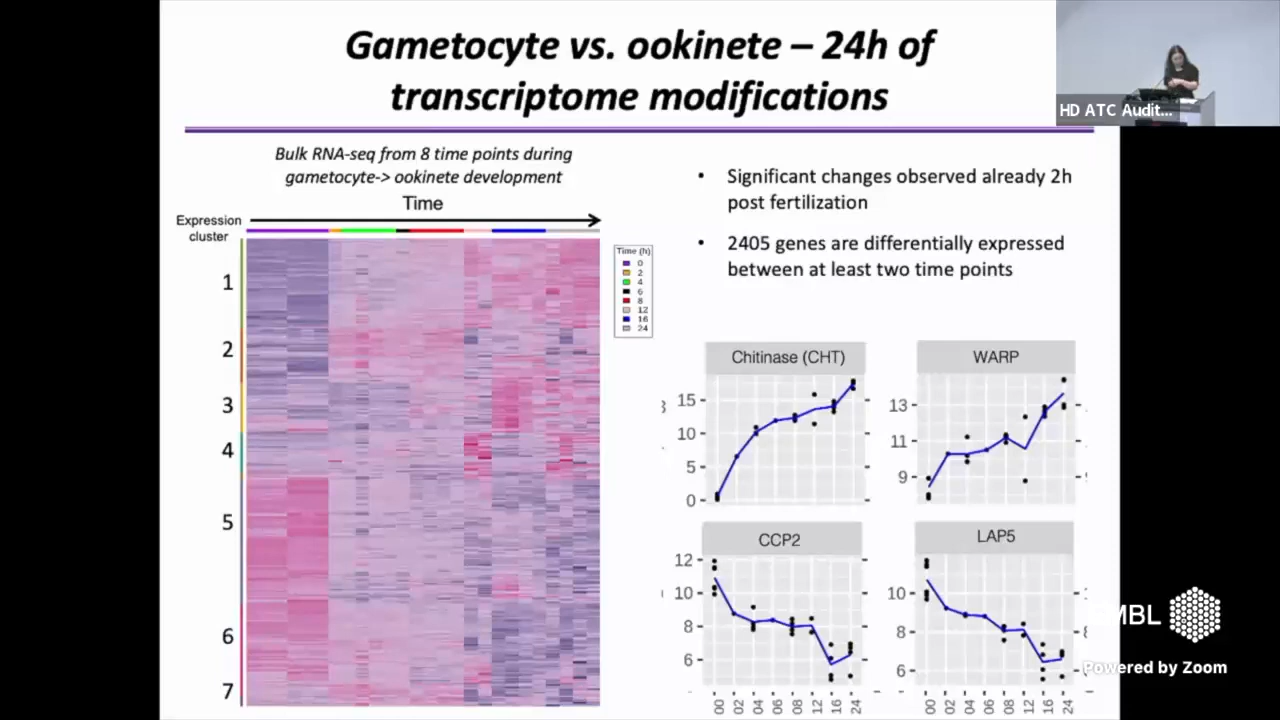 Gametocyte vs. ookinete – 24h of
transcriptome modifications
HD ATC Audit...
Bulk RNA-seq from 8 time points during
gametocyte-> ookinete development
Time
Expression
cluster
1
2
3
4
5
6
7
Time (h)
0
2
4
6
8
12
16
24
• Significant changes observed already 2h
post fertilization
• 2405 genes are differentially expressed
between at least two time points
Chitinase (CHT)
15
10
5
0
WARP
13
11
9
CCP2
12
10
8
6
00 02 04 06 08 12 16 24
LAP5
10
8
6
00 02 04 06 08 12 16 24
MBL
Powered by Zoom